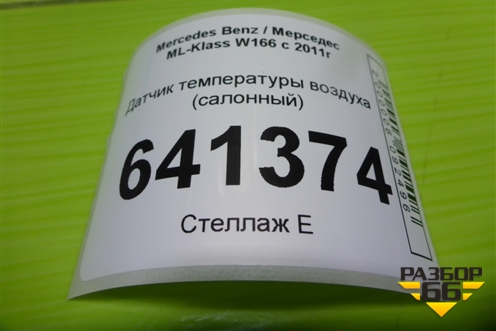 Mercedes Benz / Мерседес
ML-Klass W166 с 2011г
Датчик температуры воздуха
(салонный)
641374
Стеллаж Е
РАЗБОР
66